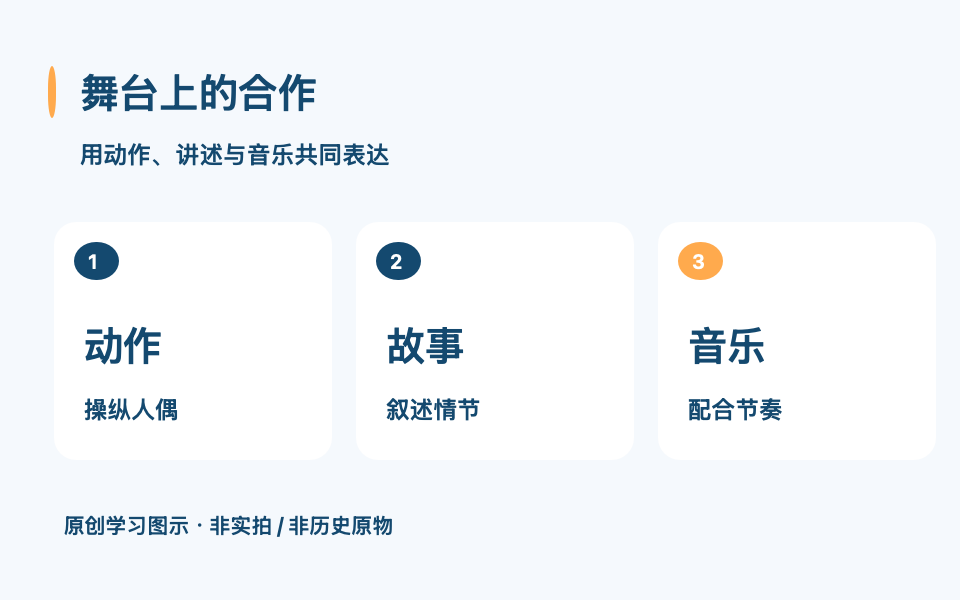 舞台上的合作
用动作、讲述与音乐共同表达
1
2
3
动作
故事
音乐
操纵人偶
叙述情节
配合节奏
原创学习图示 · 非实拍 / 非历史原物